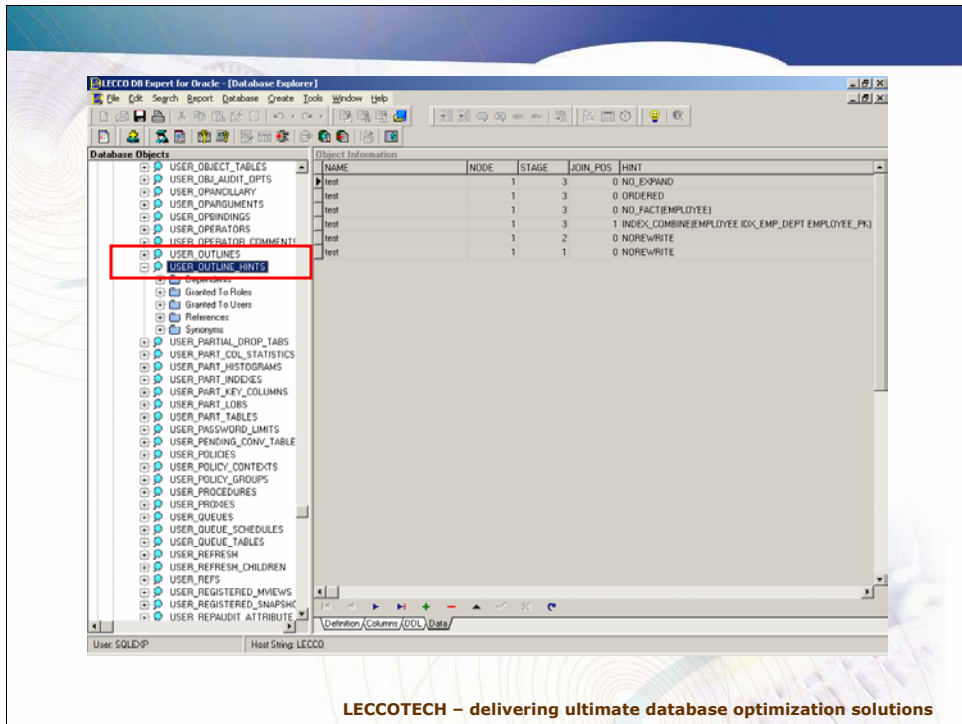 LECCO DB Expert for Oracle - [Database Explorer]
File Edit Search Report Database Create Tools Window Help
Database Objects
USER_OBJECT_TABLES
USER_OBJ_AUDIT_OPTS
USER_OPANCILLARY
USER_OPARGUMENTS
USER_OPBINDINGS
USER_OPERATORS
USER_OPERATOR_COMMENTS
USER_OUTLINES
USER_OUTLINE_HINTS
Dependents
Granted To Roles
Granted To Users
References
Synonyms
USER_PARTIAL_DROP_TABS
USER_PART_COL_STATISTICS
USER_PART_HISTOGRAMS
USER_PART_INDEXES
USER_PART_KEY_COLUMNS
USER_PART_LOBS
USER_PART_TABLES
USER_PASSWORD_LIMITS
USER_PENDING_CONV_TABLE
USER_POLICIES
USER_POLICY_CONTEXTS
USER_POLICY_GROUPS
USER_PROCEDURES
USER_PROXIES
USER_QUEUES
USER_QUEUE_SCHEDULES
USER_QUEUE_TABLES
USER_REFRESH
USER_REFRESH_CHILDREN
USER_REFS
USER_REGISTERED_MVIEWS
USER_REGISTERED_SNAPSHC
USER_REPAUDIT_ATTRIBUTE
Object Information
NAME NODE STAGE JOIN_POS HINT
test 1 3 0 NO_EXPAND
test 1 3 0 ORDERED
test 1 3 0 NO_FACT(EMPLOYEE)
test 1 3 1 INDEX_COMBINE(EMPLOYEE IDX_EMP_DEPT EMPLOYEE_PK)
test 1 2 0 NOREWRITE
test 1 1 0 NOREWRITE
Definition Columns DDL Data
User: SQLEXP Host String: LECCO
LECCOTECH – delivering ultimate database optimization solutions